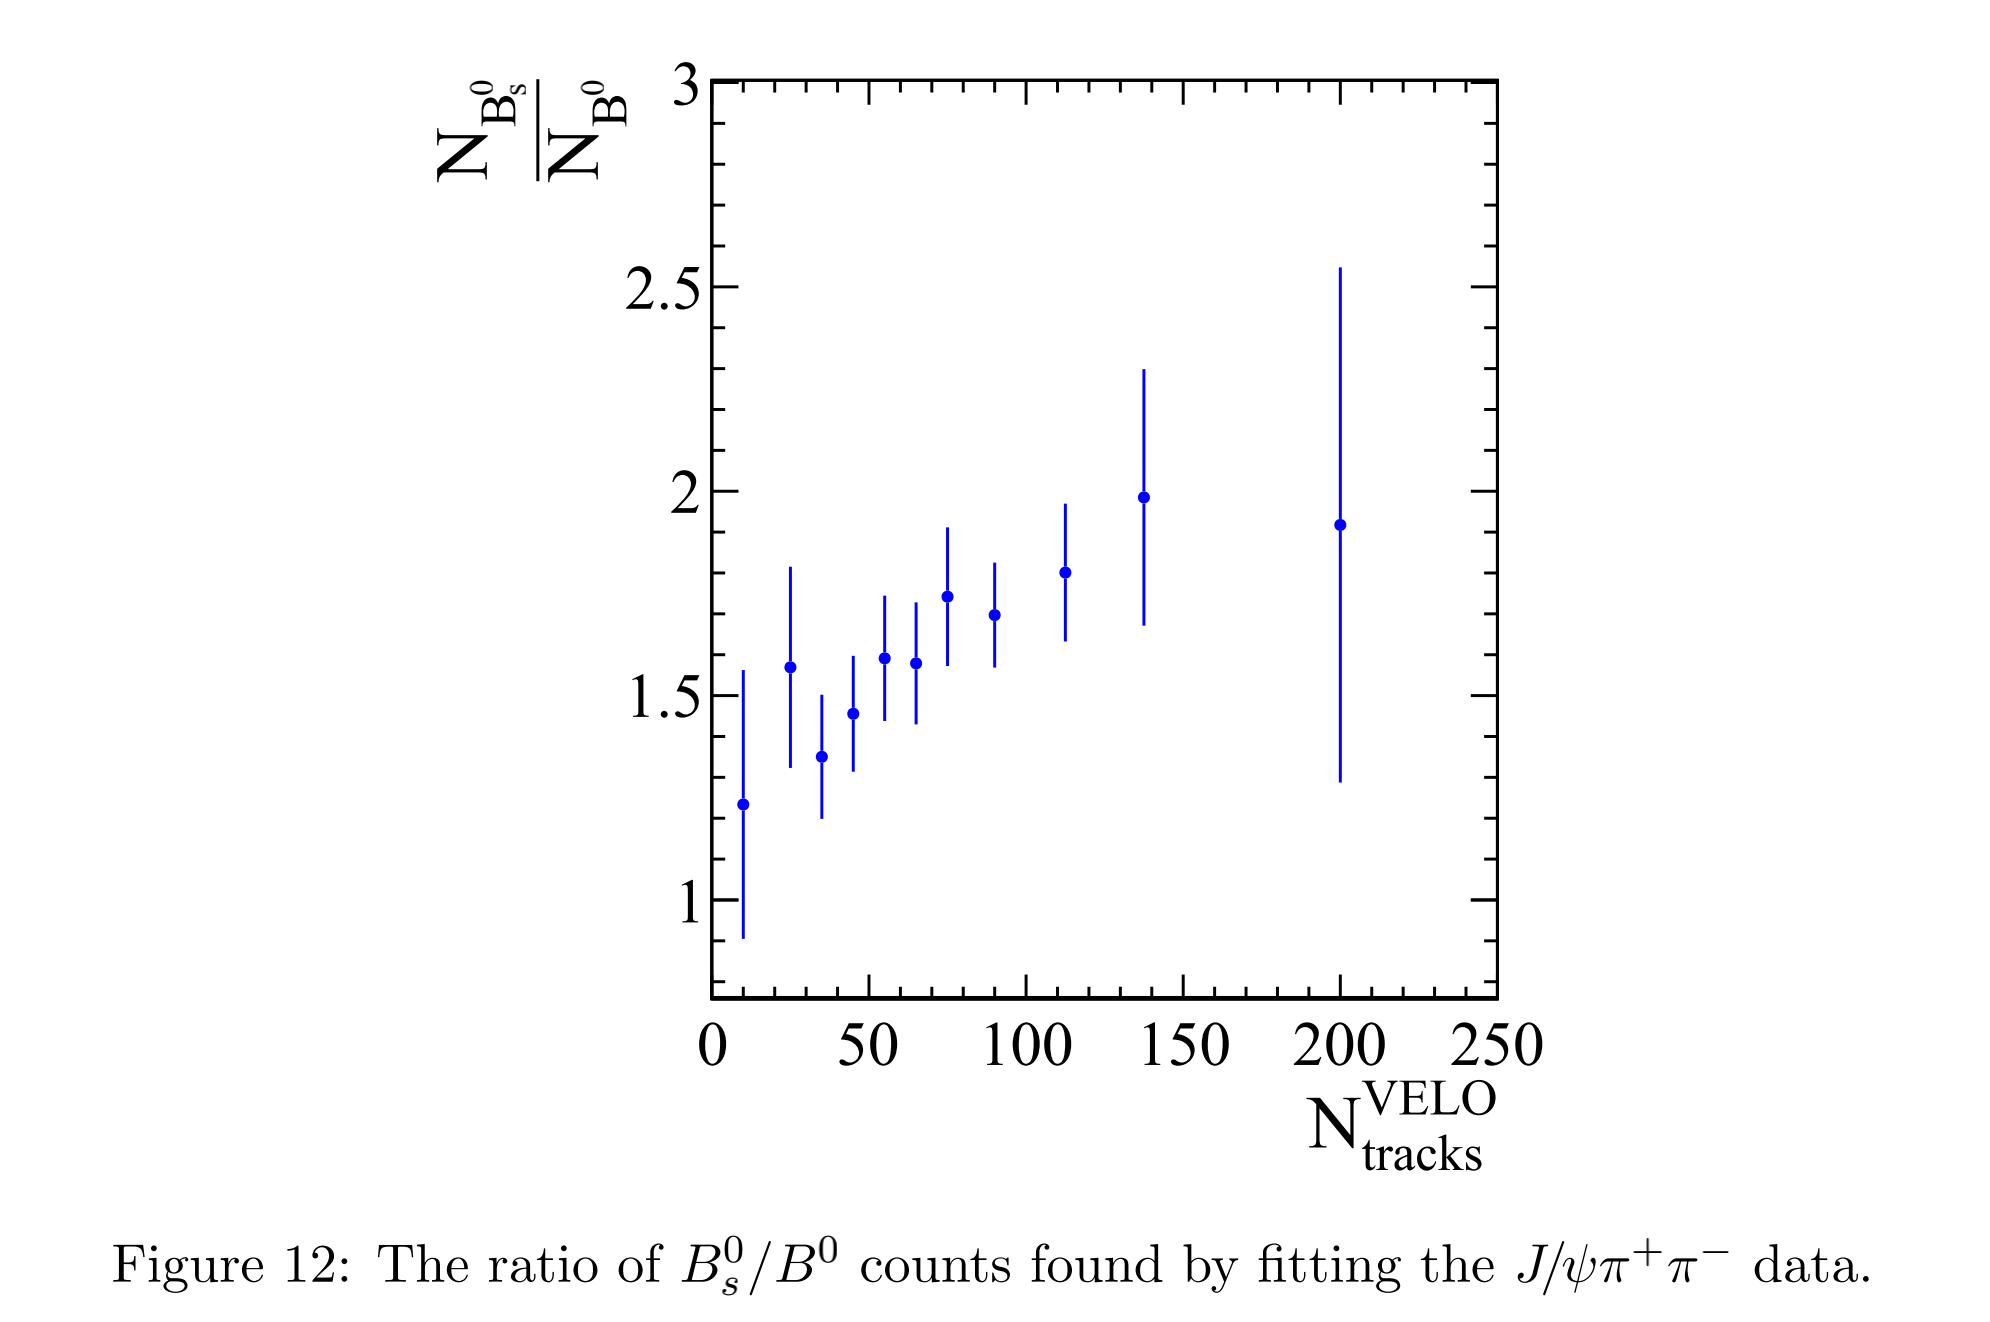 N_{B_s^0} / N_{B^0}
3
2.5
2
1.5
1
0 50 100 150 200 250
N_{tracks}^{VELO}
Figure 12: The ratio of B_s^0/B^0 counts found by fitting the J/ψπ⁺π⁻ data.